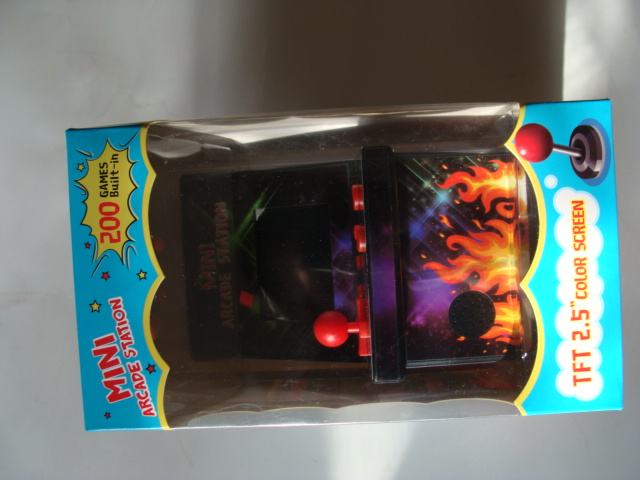 200 GAMES
Built-in
MINI
ARCADE STATION
MINI
ARCADE STATION
TFT 2.5" COLOR SCREEN